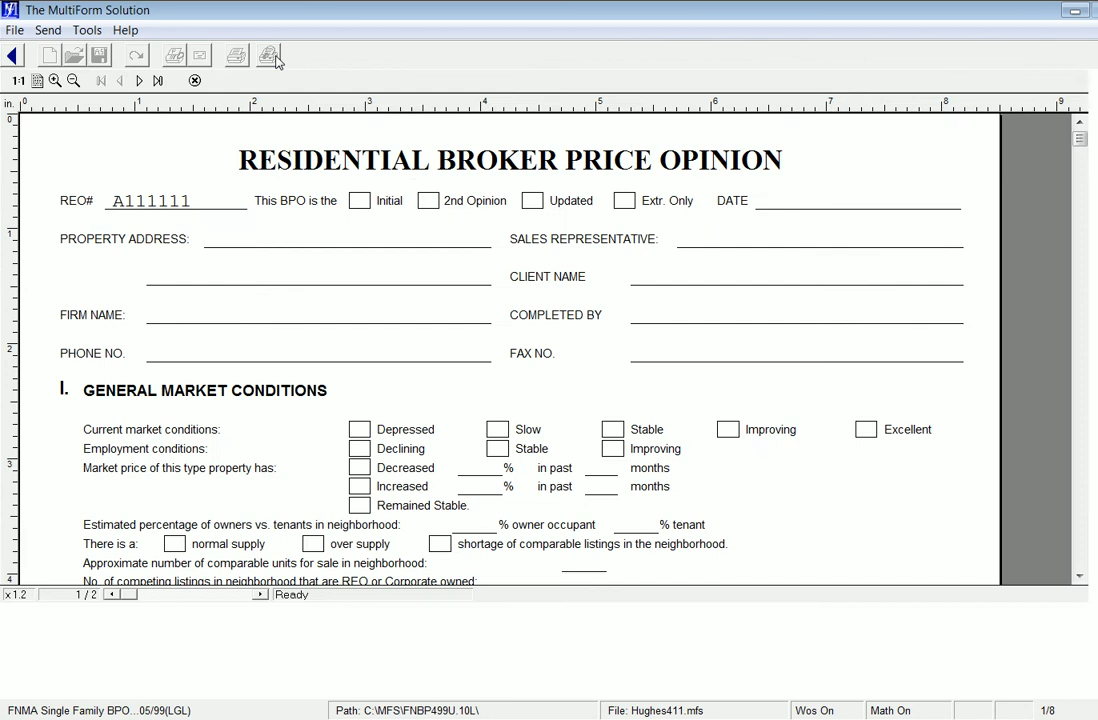 The MultiForm Solution
File Send Tools Help
1:1
in. 0 1 2 3 4 5 6 7 8 9
RESIDENTIAL BROKER PRICE OPINION
REO# A111111 This BPO is the Initial 2nd Opinion Updated Extr. Only DATE
PROPERTY ADDRESS: SALES REPRESENTATIVE:
CLIENT NAME
FIRM NAME: COMPLETED BY
PHONE NO. FAX NO.
I. GENERAL MARKET CONDITIONS
Current market conditions: Depressed Slow Stable Improving Excellent
Employment conditions: Declining Stable Improving
Market price of this type property has: Decreased % in past months
Increased % in past months
Remained Stable.
Estimated percentage of owners vs. tenants in neighborhood: % owner occupant % tenant
There is a: normal supply over supply shortage of comparable listings in the neighborhood.
Approximate number of comparable units for sale in neighborhood:
No. of competing listings in neighborhood that are REO or Corporate owned:
0 1 2 3 4
x1.2 1 / 2 Ready
FNMA Single Family BPO...05/99(LGL) Path: C:\MFS\FNBP499U.10L\ File: Hughes411.mfs Wos On Math On 1/8